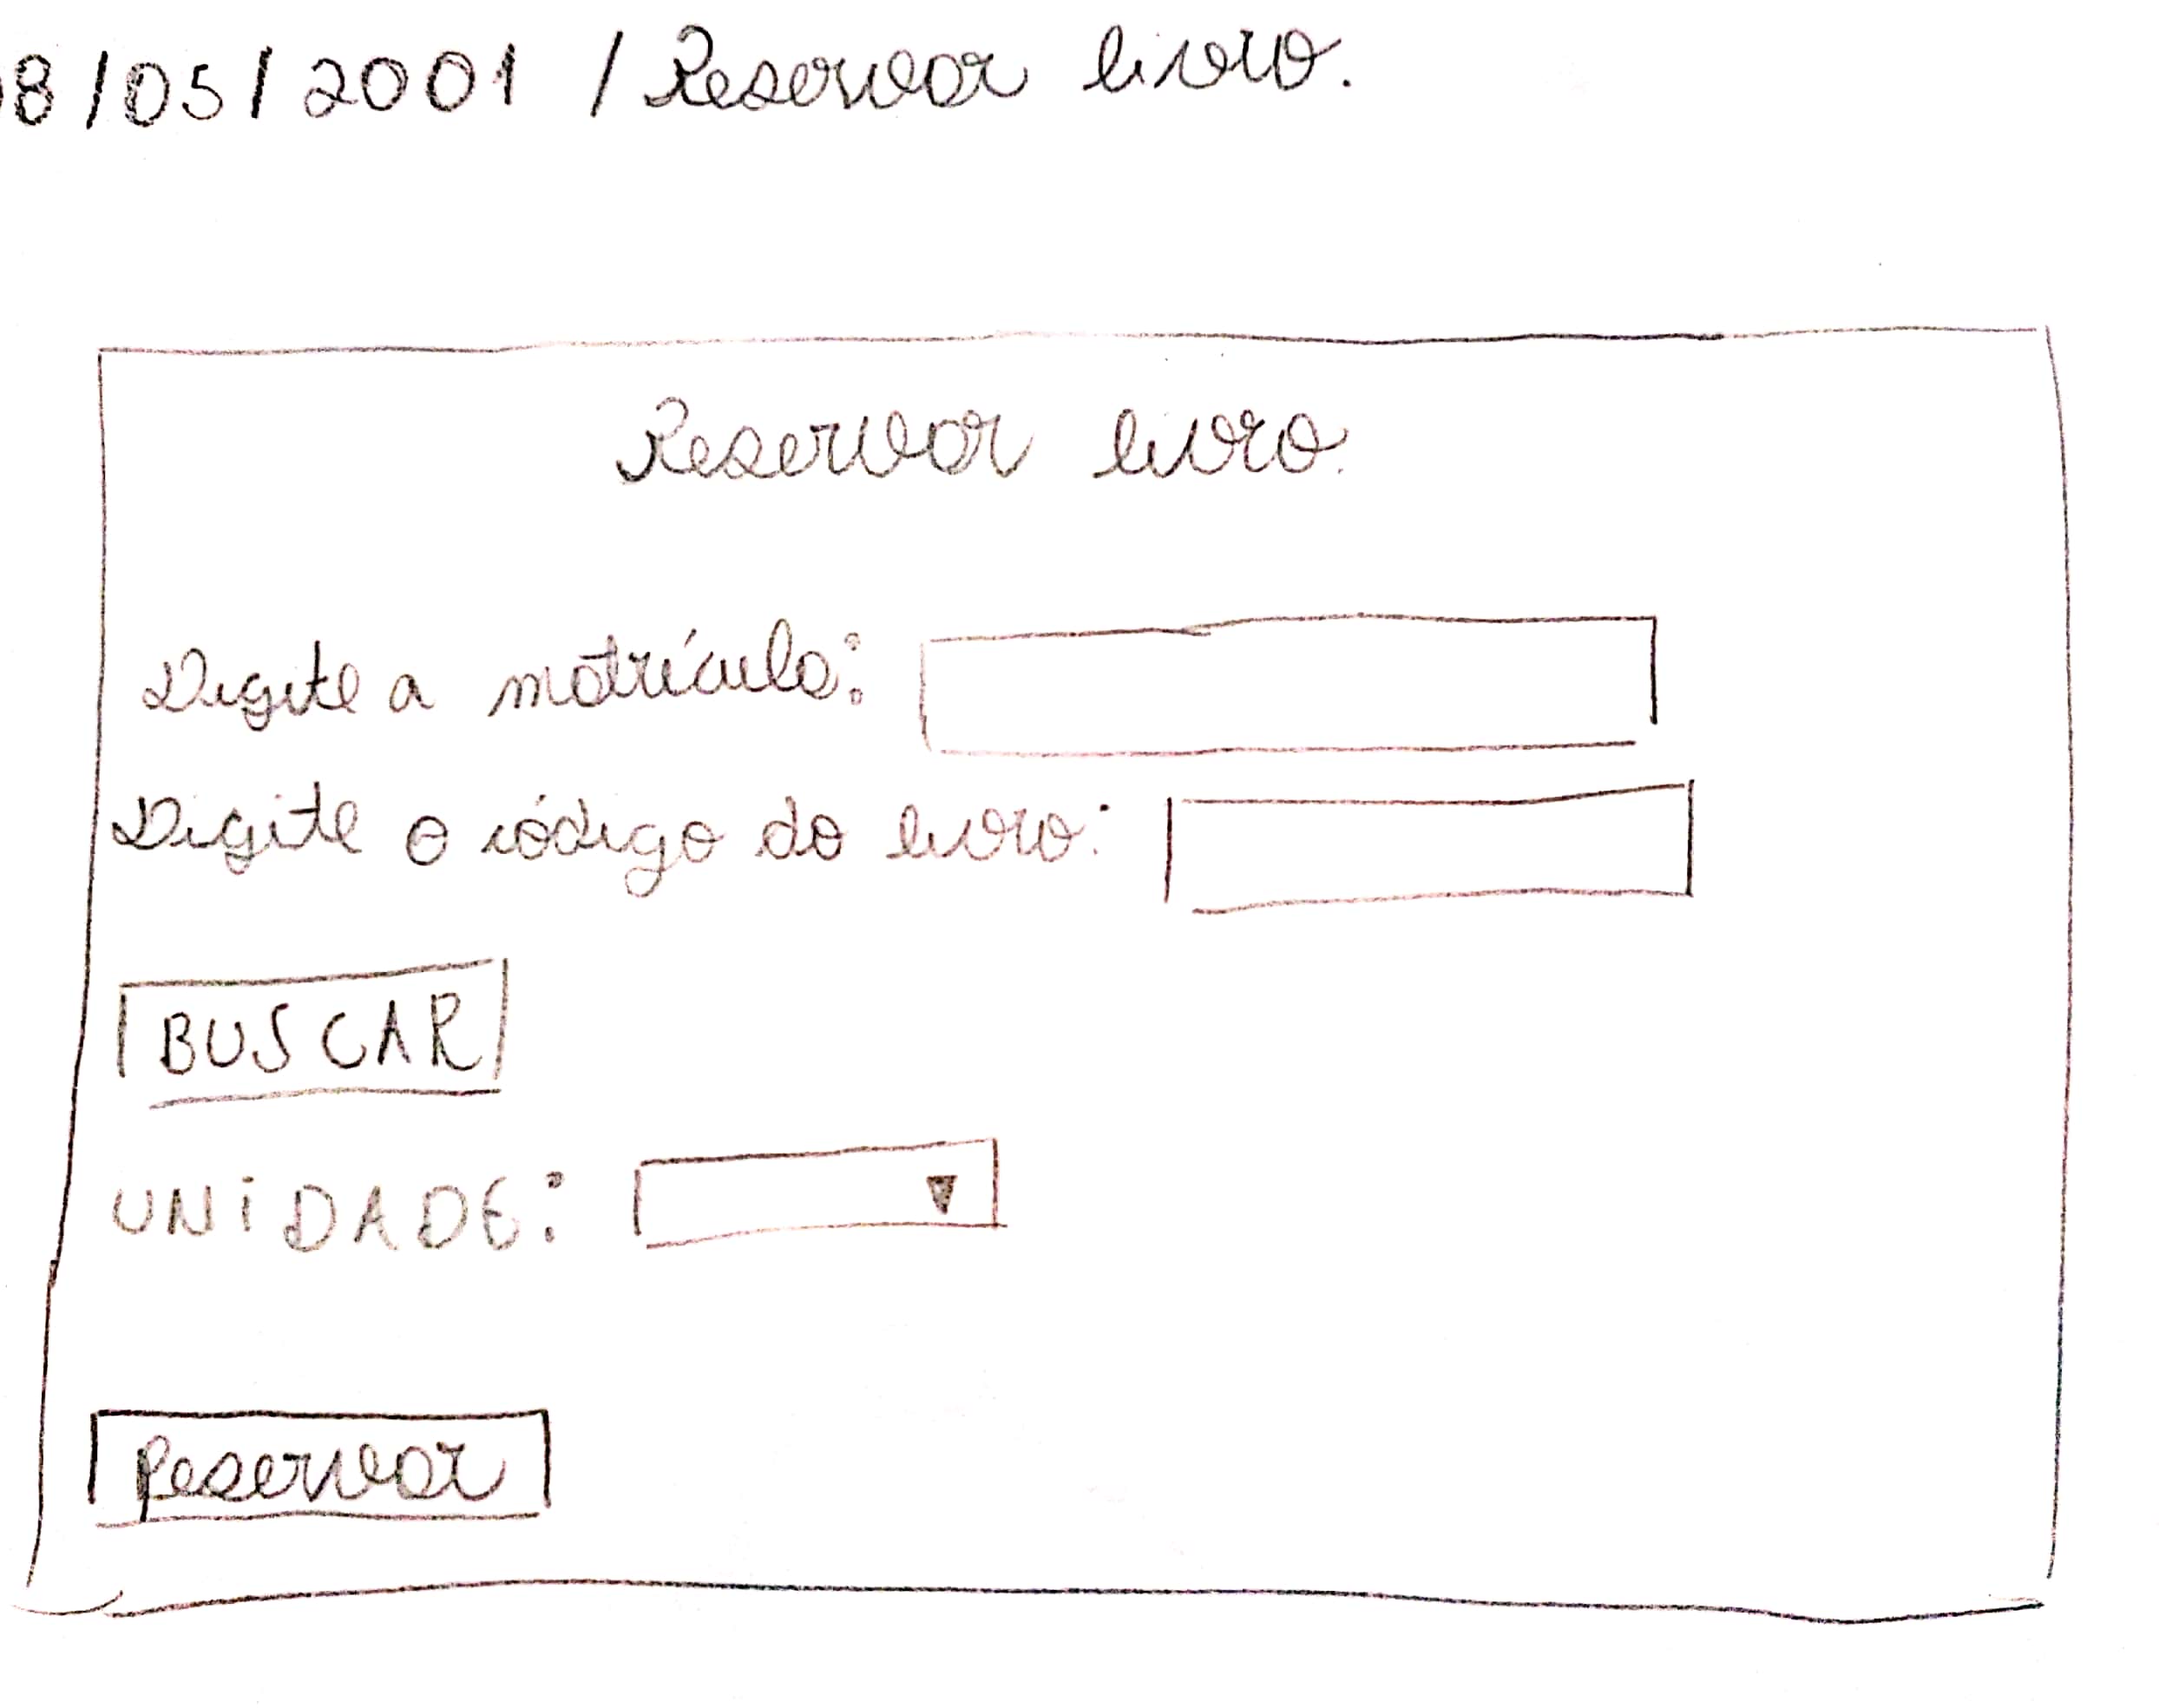 8/05/2001 / Reservar livro.
Reservar livro.
Digite a matrícula:
Digite o código do livro:
BUSCAR
UNIDADE:
Reservar